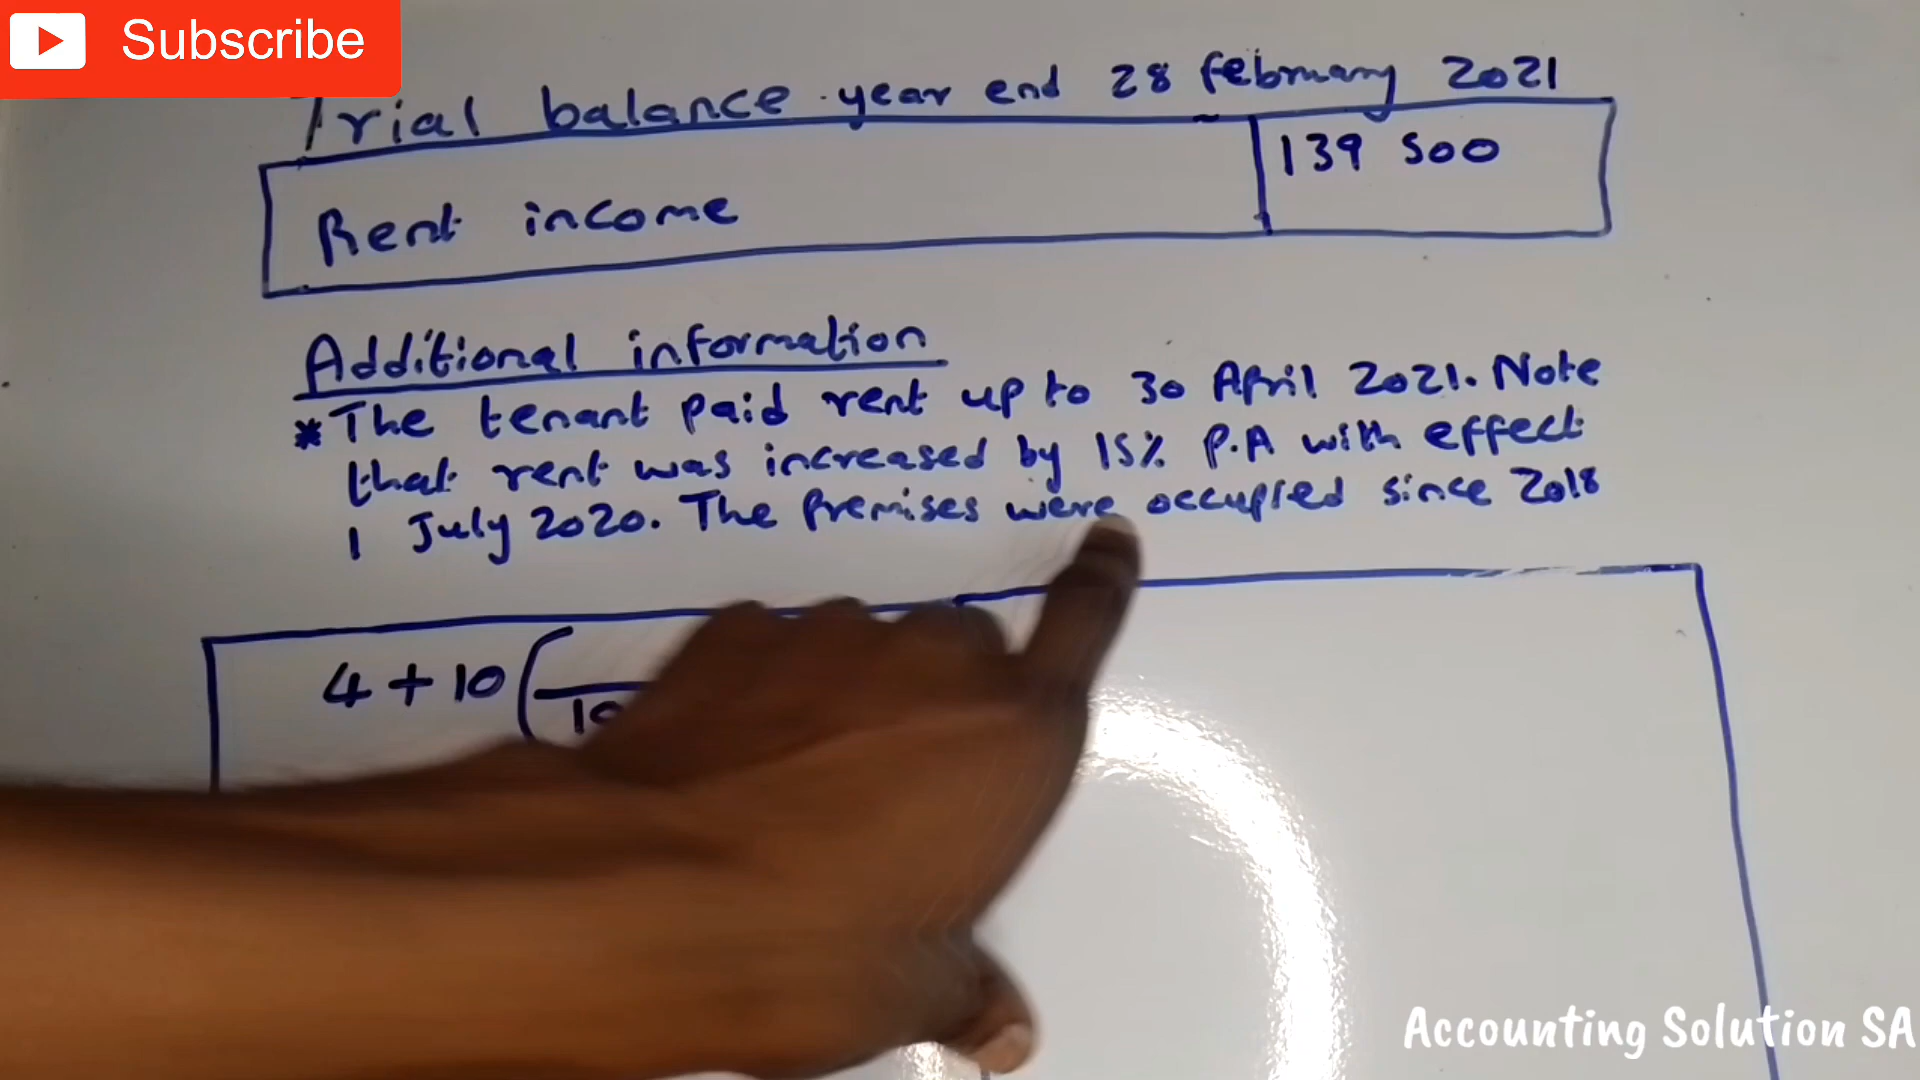 Subscribe
Trial balance year end 28 february 2021
Rent income 139 500
Additional information
*The tenant paid rent up to 30 April 2021. Note
that rent was increased by 15% P.A with effect
1 July 2020. The Premises were occupied since 2018
4 + 10 (
10
Accounting Solution SA